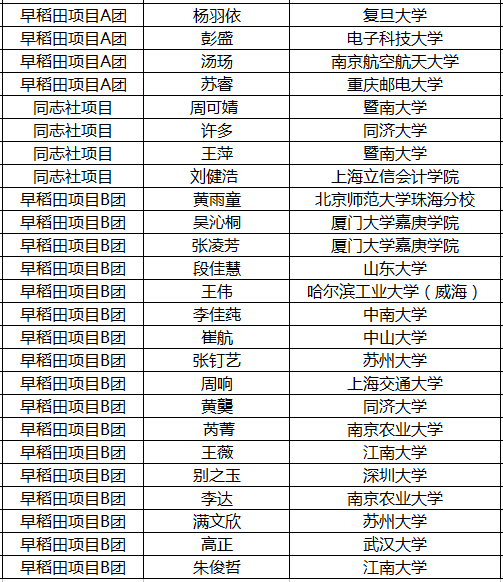 早稻田项目A团 杨羽依 复旦大学
早稻田项目A团 彭盛 电子科技大学
早稻田项目A团 汤玚 南京航空航天大学
早稻田项目A团 苏睿 重庆邮电大学
同志社项目 周可婧 暨南大学
同志社项目 许多 同济大学
同志社项目 王萍 暨南大学
同志社项目 刘健浩 上海立信会计学院
早稻田项目B团 黄雨童 北京师范大学珠海分校
早稻田项目B团 吴沁桐 厦门大学嘉庚学院
早稻田项目B团 张凌芳 厦门大学嘉庚学院
早稻田项目B团 段佳慧 山东大学
早稻田项目B团 王伟 哈尔滨工业大学（威海）
早稻田项目B团 李佳莼 中南大学
早稻田项目B团 崔航 中山大学
早稻田项目B团 张钉艺 苏州大学
早稻田项目B团 周响 上海交通大学
早稻田项目B团 黄龑 同济大学
早稻田项目B团 芮菁 南京农业大学
早稻田项目B团 王薇 江南大学
早稻田项目B团 别之玉 深圳大学
早稻田项目B团 李达 南京农业大学
早稻田项目B团 满文欣 苏州大学
早稻田项目B团 高正 武汉大学
早稻田项目B团 朱俊哲 江南大学